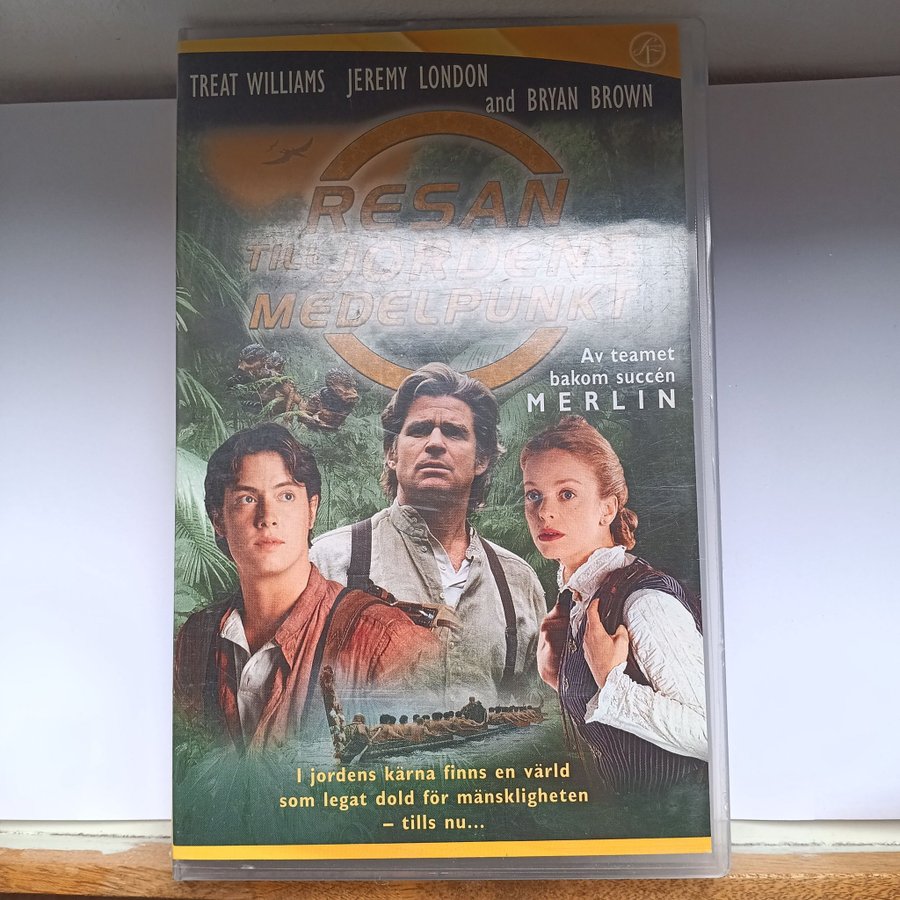 TREAT WILLIAMS JEREMY LONDON
and BRYAN BROWN
RESAN
TILL JORDENS
MEDELPUNKT
Av teamet
bakom succén
MERLIN
I jordens kärna finns en värld
som legat dold för mänskligheten
– tills nu...